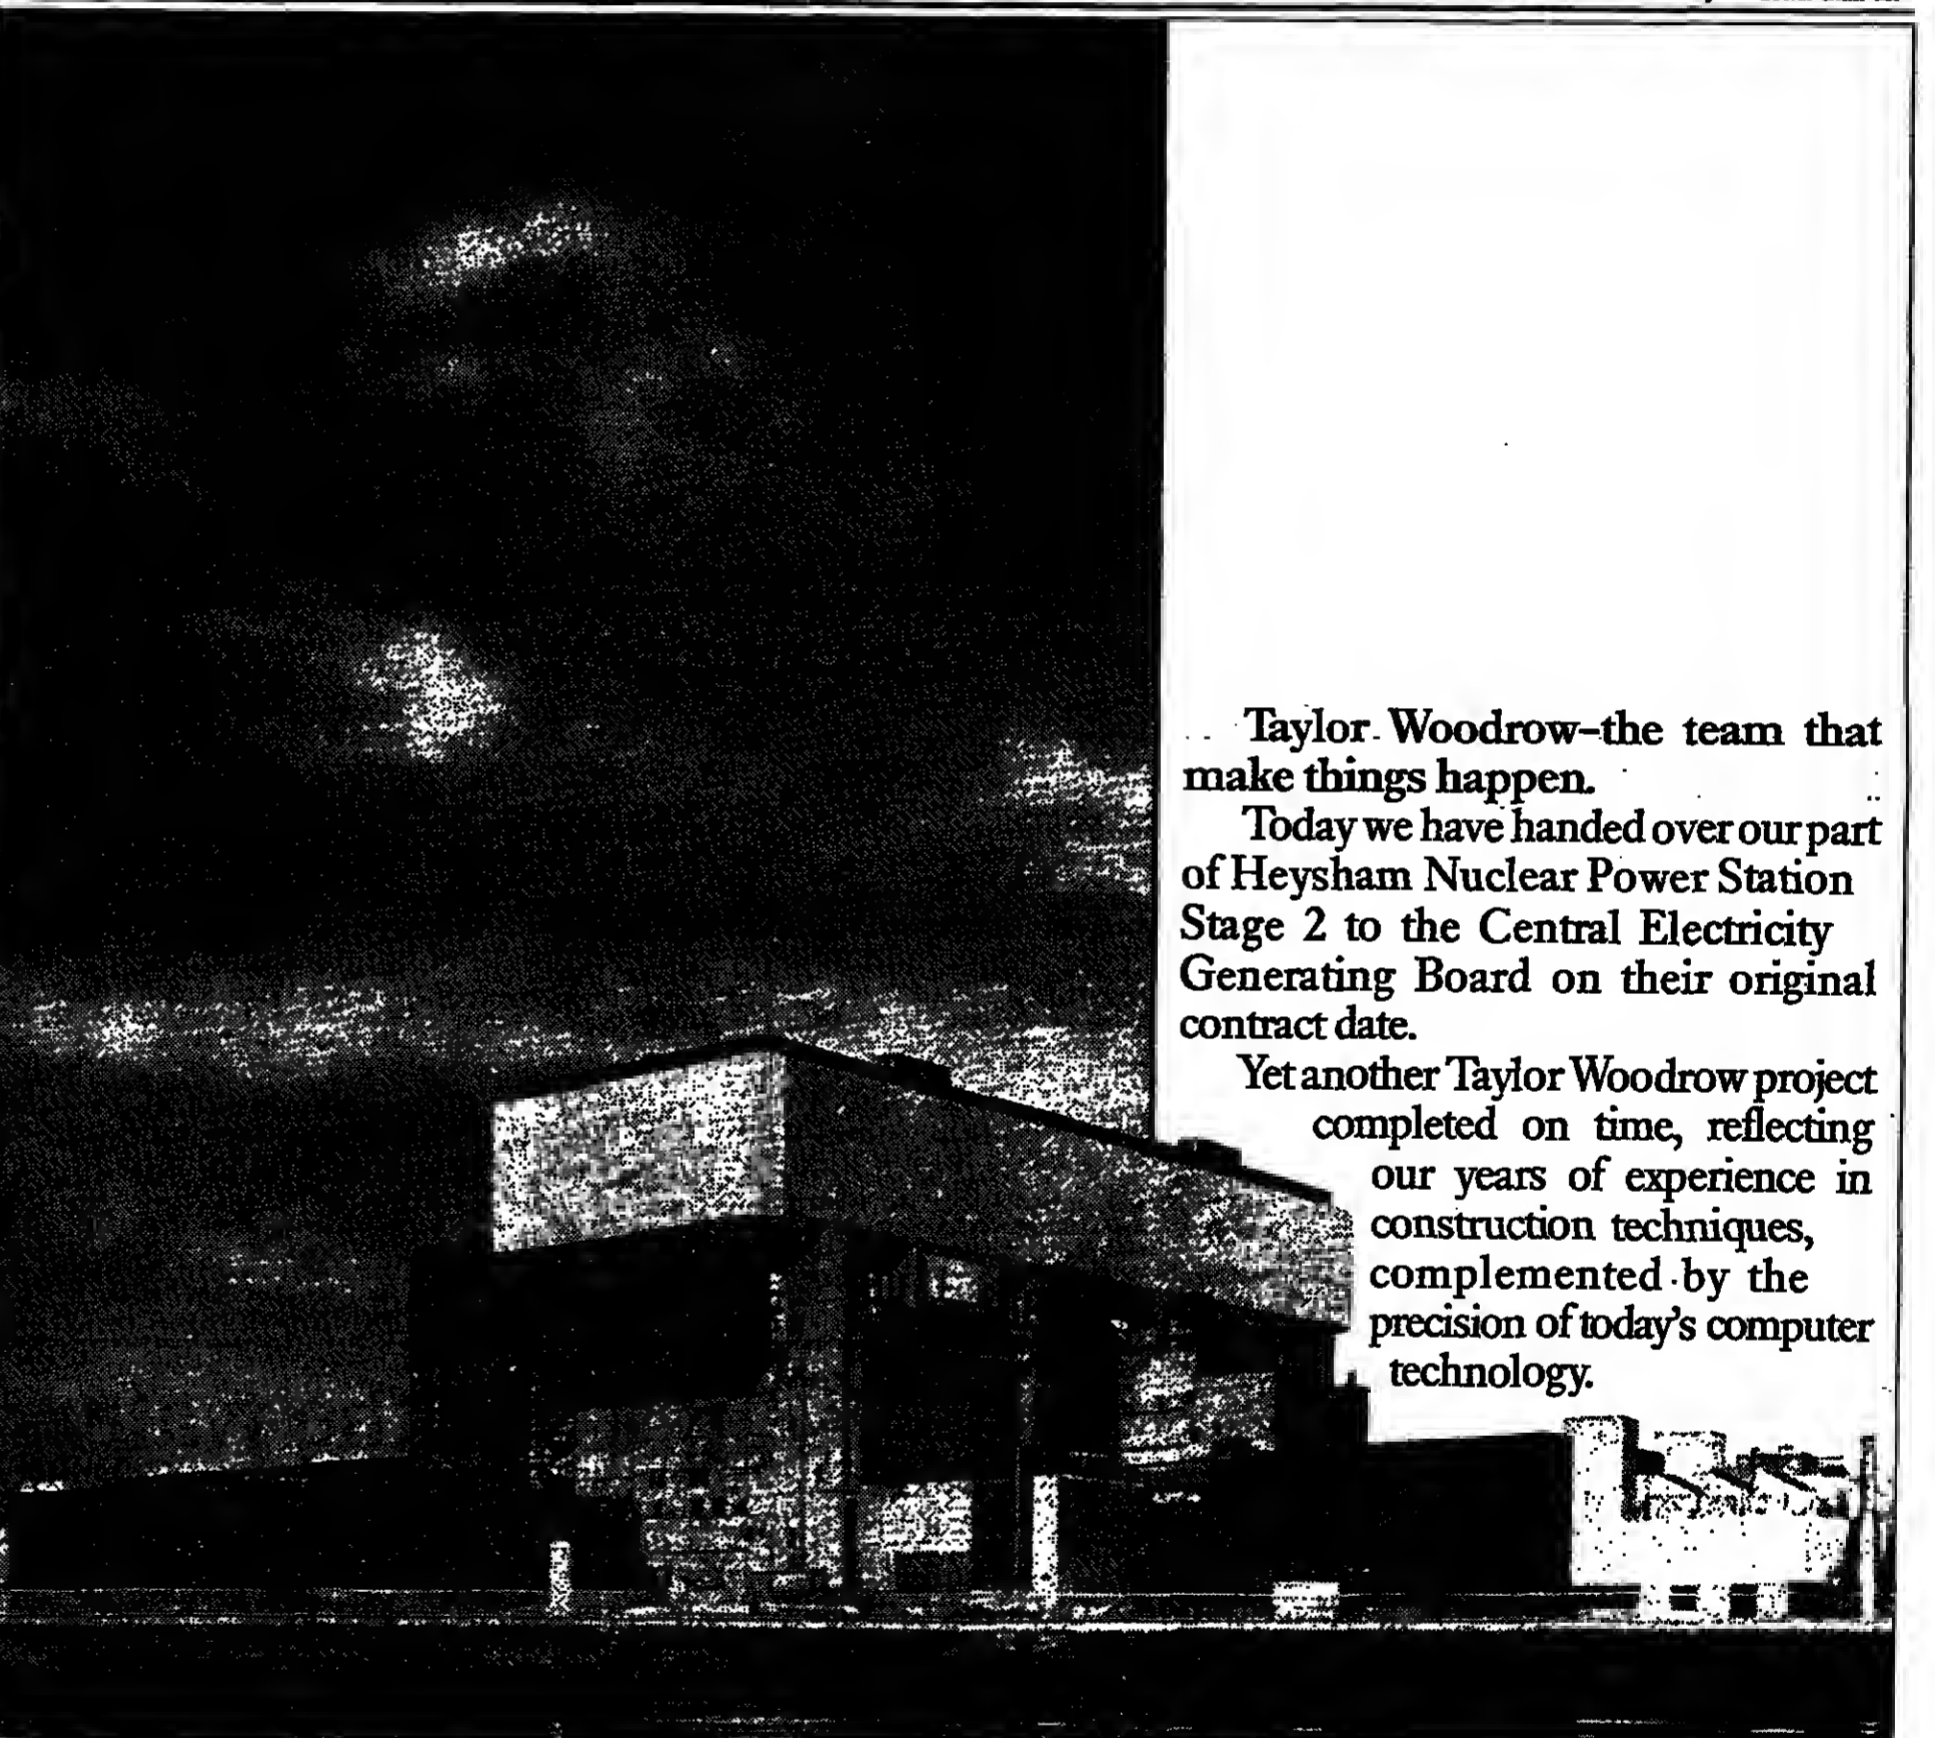 Taylor Woodrow–the team that
make things happen.
Today we have handed over our part
of Heysham Nuclear Power Station
Stage 2 to the Central Electricity
Generating Board on their original
contract date.
Yet another Taylor Woodrow project
completed on time, reflecting
our years of experience in
construction techniques,
complemented by the
precision of today's computer
technology.